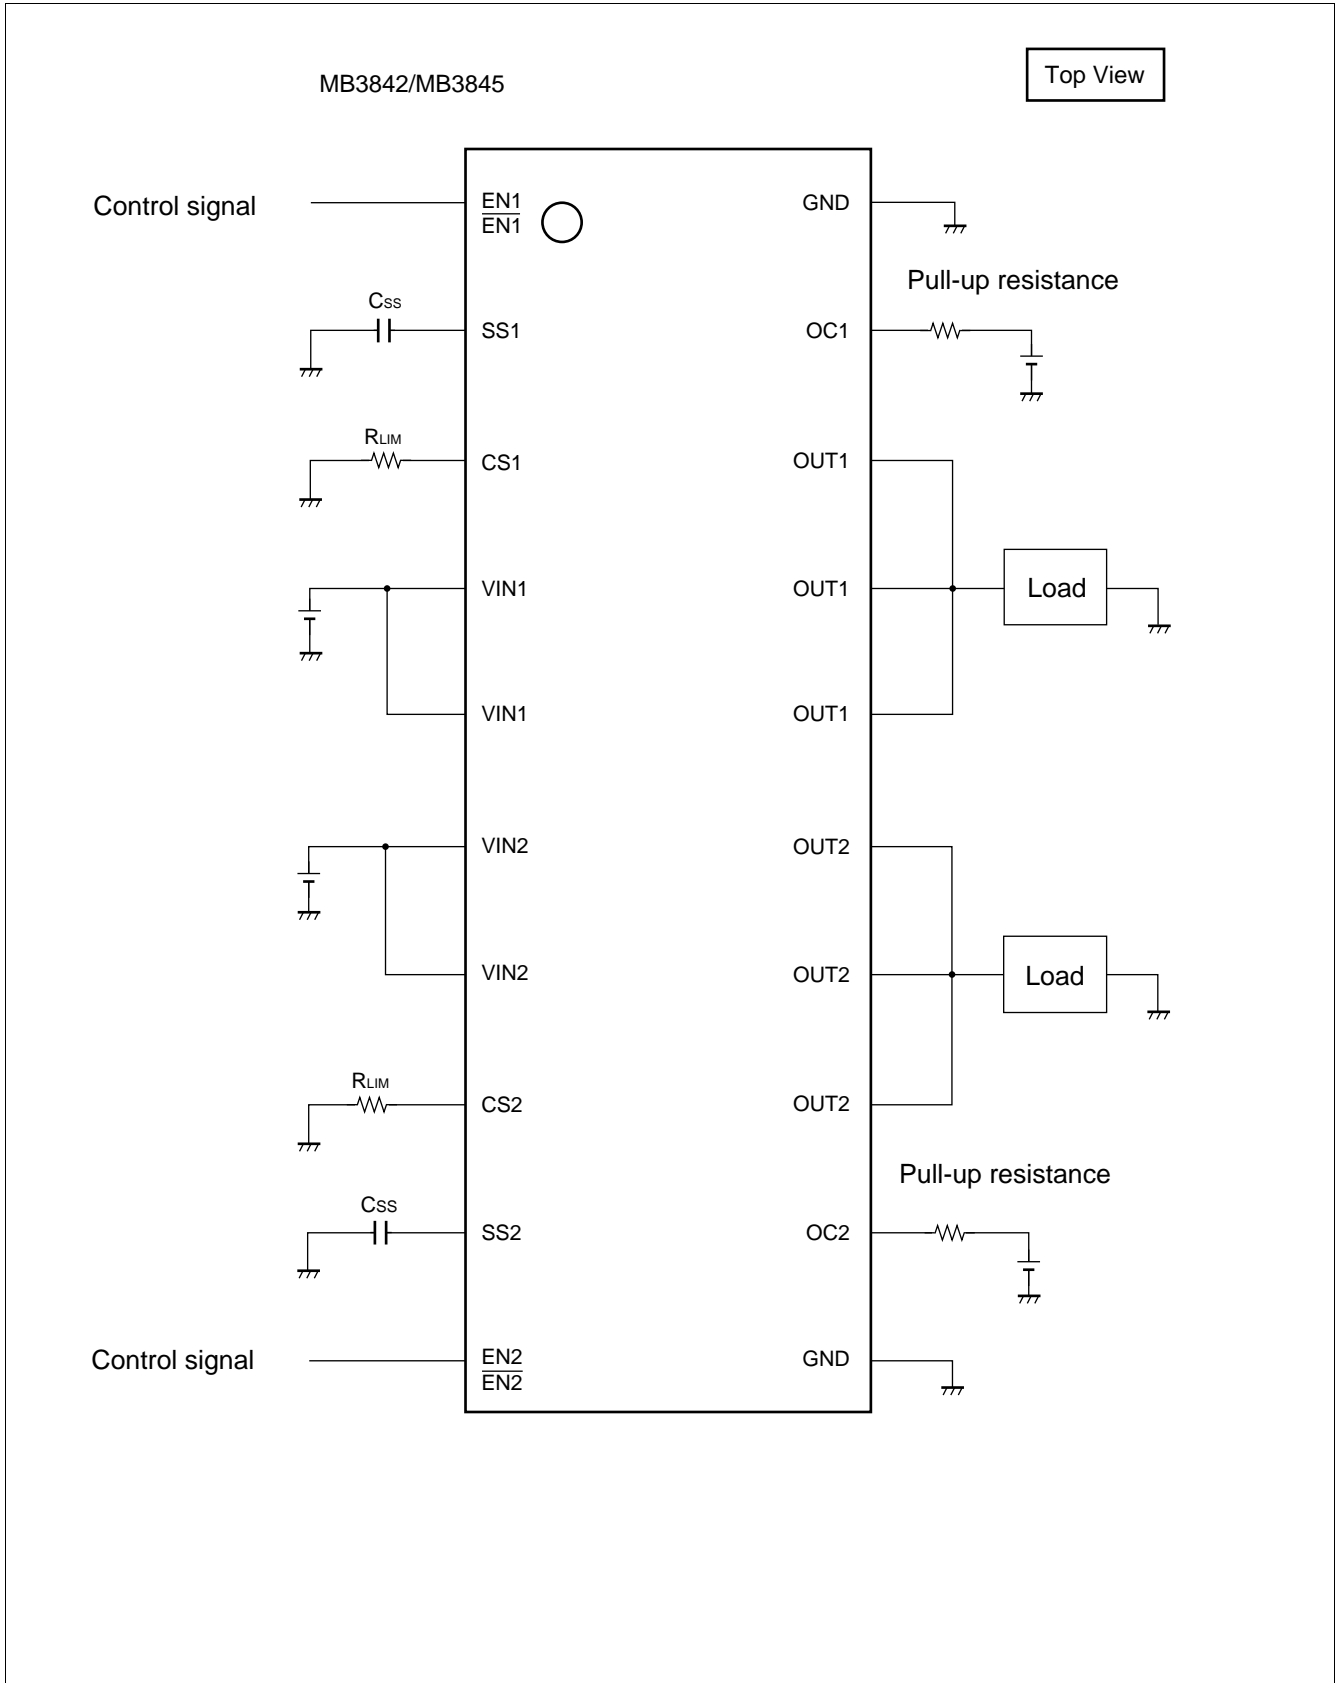 MB3842/MB3845
Top View
Control signal
EN1
EN1
GND
Pull-up resistance
CSS
SS1
OC1
RLIM
CS1
OUT1
VIN1
OUT1
Load
VIN1
OUT1
VIN2
OUT2
VIN2
OUT2
Load
RLIM
CS2
OUT2
Pull-up resistance
CSS
SS2
OC2
Control signal
EN2
EN2
GND